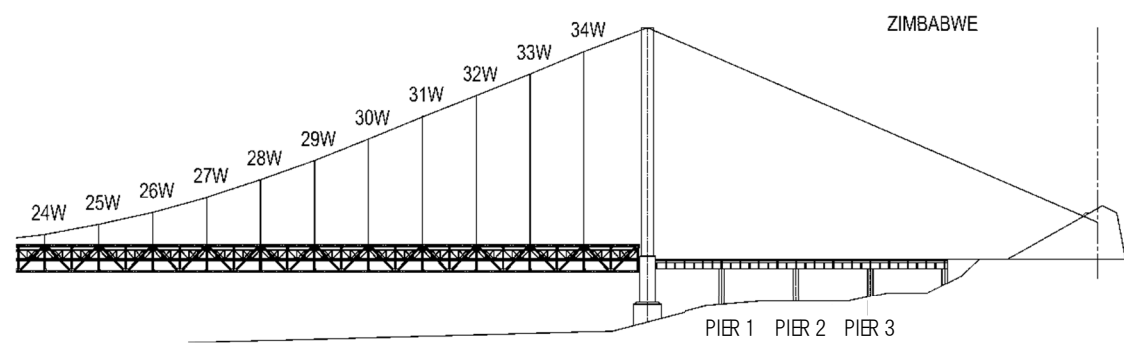 ZIMBABWE
34W
33W
32W
31W
30W
29W
28W
27W
26W
25W
24W
PIER 1 PIER 2 PIER 3